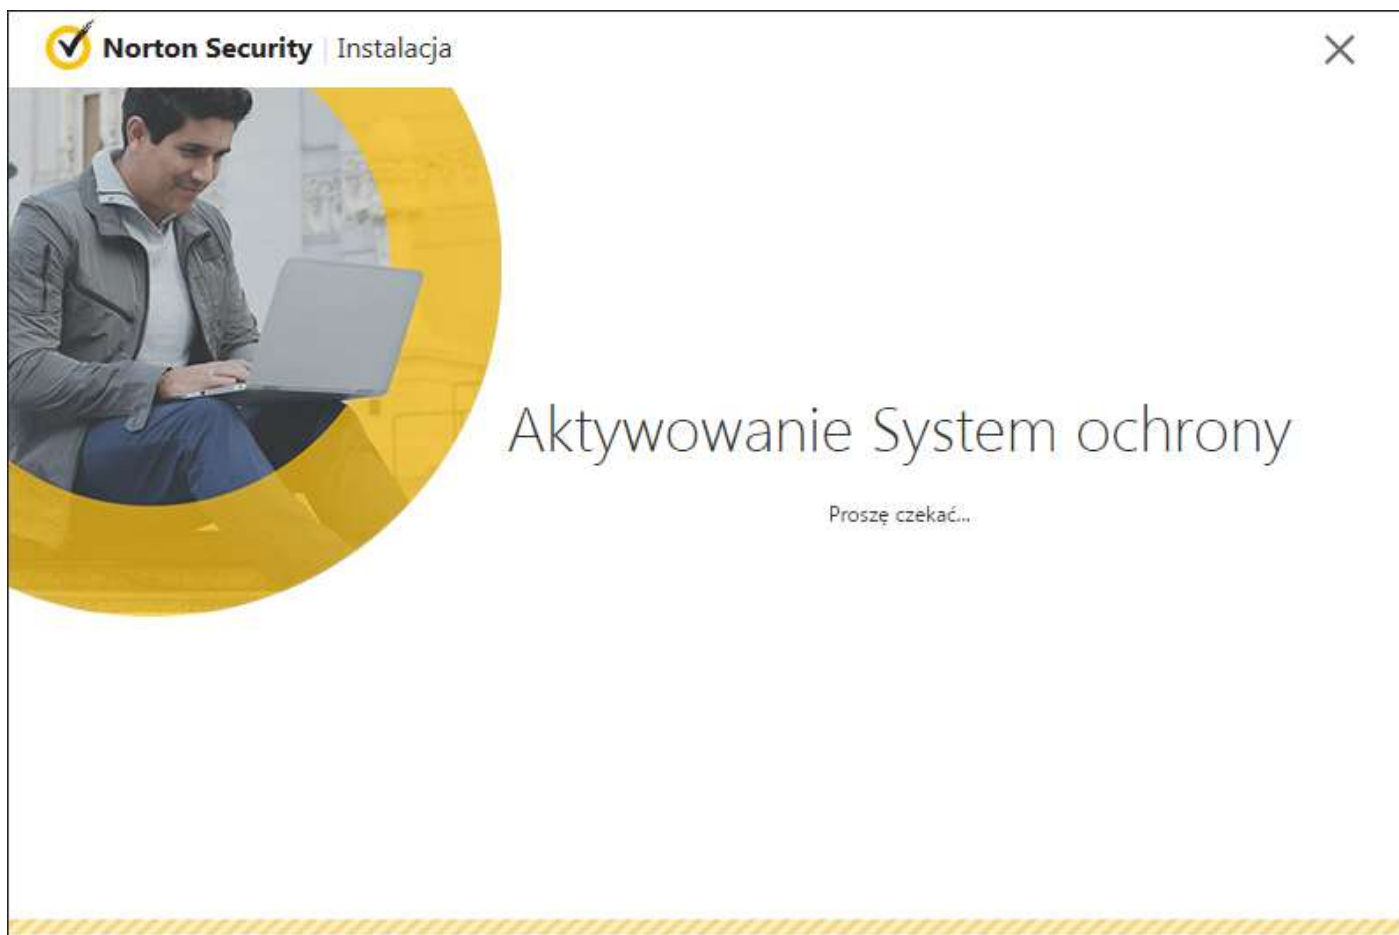 Norton Security | Instalacja
Aktywowanie System ochrony
Proszę czekać...